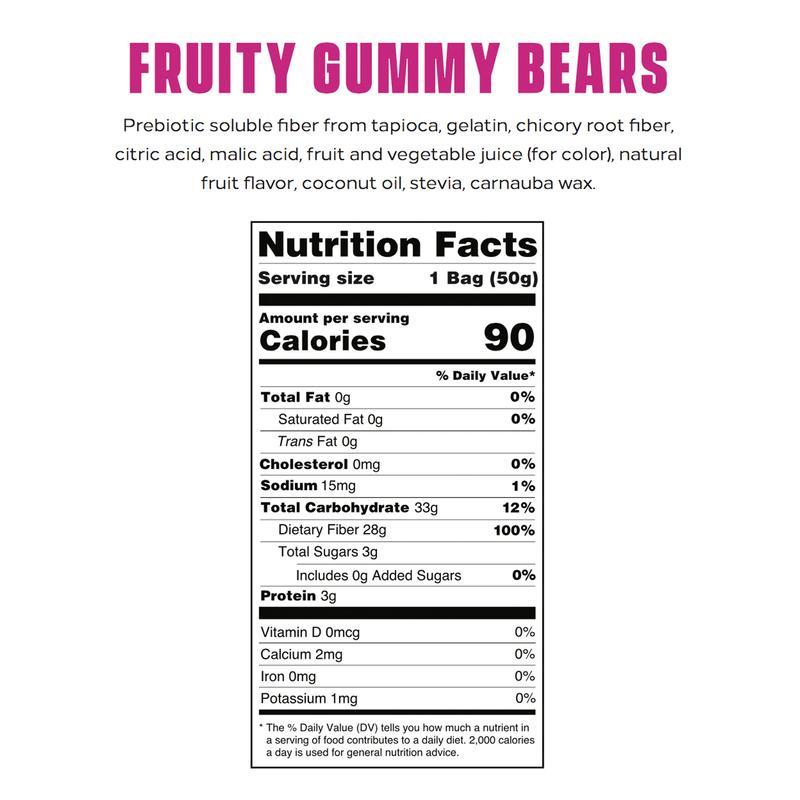 FRUITY GUMMY BEARS
Prebiotic soluble fiber from tapioca, gelatin, chicory root fiber,
citric acid, malic acid, fruit and vegetable juice (for color), natural
fruit flavor, coconut oil, stevia, carnauba wax.
Nutrition Facts
Serving size 1 Bag (50g)
Amount per serving
Calories 90
% Daily Value*
Total Fat 0g 0%
Saturated Fat 0g 0%
Trans Fat 0g
Cholesterol 0mg 0%
Sodium 15mg 1%
Total Carbohydrate 33g 12%
Dietary Fiber 28g 100%
Total Sugars 3g
Includes 0g Added Sugars 0%
Protein 3g
Vitamin D 0mcg 0%
Calcium 2mg 0%
Iron 0mg 0%
Potassium 1mg 0%
* The % Daily Value (DV) tells you how much a nutrient in
a serving of food contributes to a daily diet. 2,000 calories
a day is used for general nutrition advice.